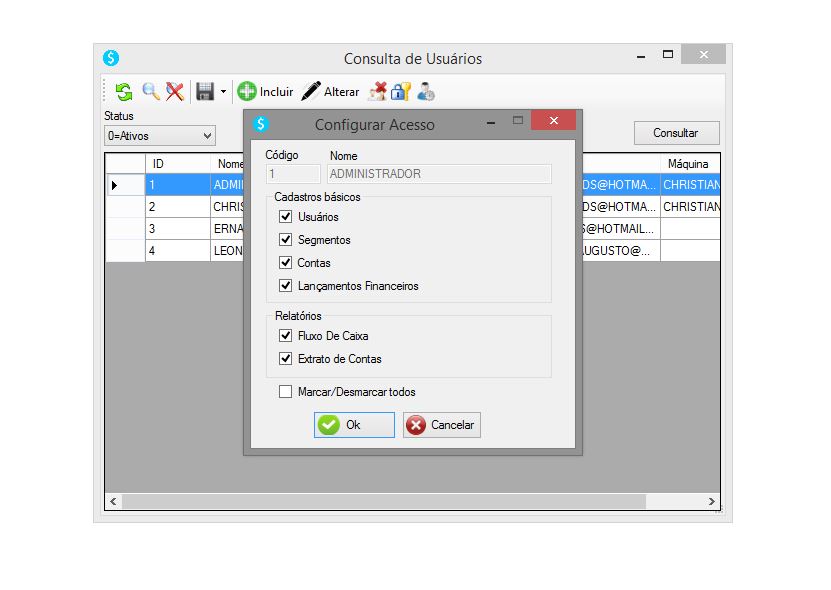 Consulta de Usuários
Incluir Alterar
Status
0=Ativos
Consultar
ID Nome Máquina
1 ADMI DS@HOTMA... CHRISTIAN
2 CHRIS DS@HOTMA... CHRISTIAN
3 ERNA S@HOTMAIL...
4 LEON AUGUSTO@...
Configurar Acesso
Código Nome
1 ADMINISTRADOR
Cadastros básicos
Usuários
Segmentos
Contas
Lançamentos Financeiros
Relatórios
Fluxo De Caixa
Extrato de Contas
Marcar/Desmarcar todos
Ok Cancelar